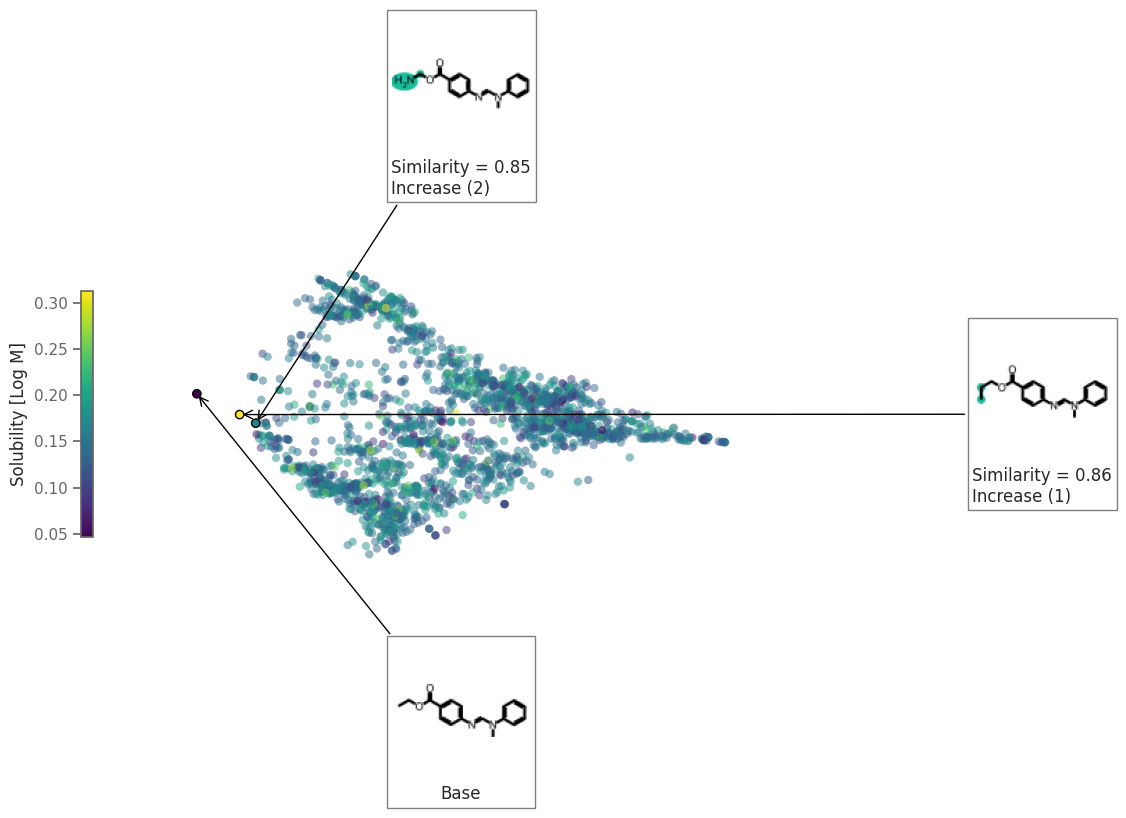 H2N
O
O
N
N
Similarity = 0.85
Increase (2)
0.30
0.25
0.20
0.15
0.10
0.05
Solubility [Log M]
O
O
N
N
Similarity = 0.86
Increase (1)
O
O
N
N
Base